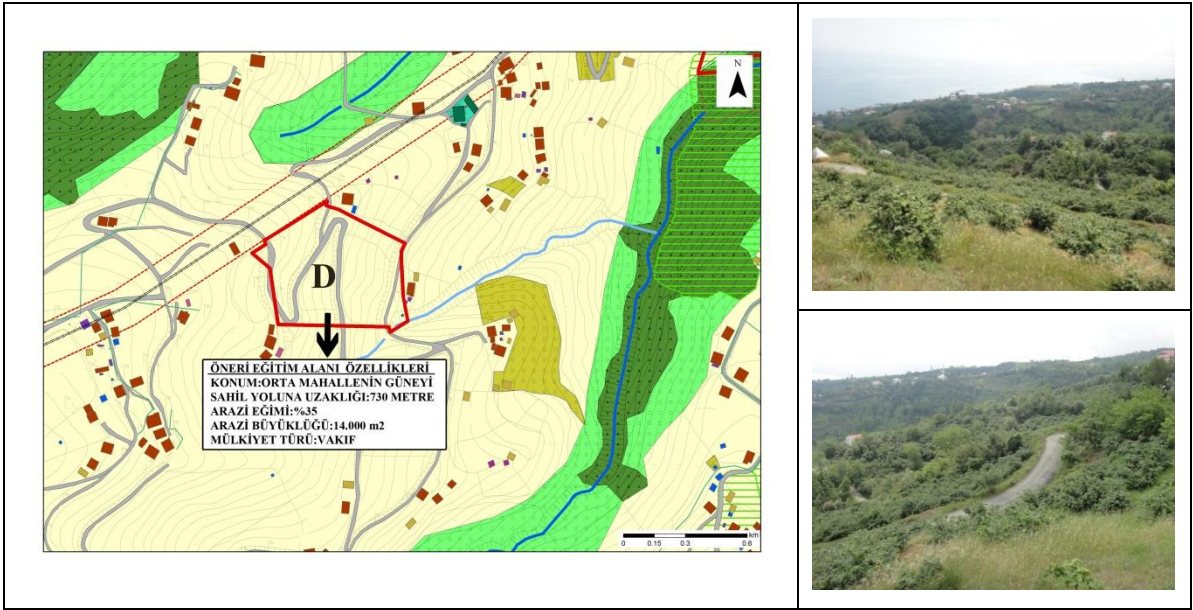 N
D
ÖNERİ EĞİTİM ALANI ÖZELLİKLERİ
KONUM:ORTA MAHALLENİN GÜNEYİ
SAHİL YOLUNA UZAKLIĞI:730 METRE
ARAZİ EĞİMİ:%35
ARAZİ BÜYÜKLÜĞÜ:14.000 m2
MÜLKİYET TÜRÜ:VAKIF
km
0 0.15 0.3 0.6